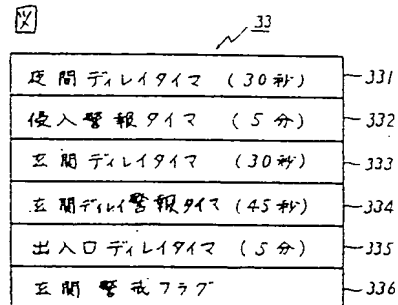 図
33
夜間ディレイタイマ (30秒) 331
侵入警報タイマ (5分) 332
玄関ディレイタイマ (30秒) 333
玄関ディレイ警報タイマ (45秒) 334
出入口ディレイタイマ (5分) 335
玄関警戒フラグ 336